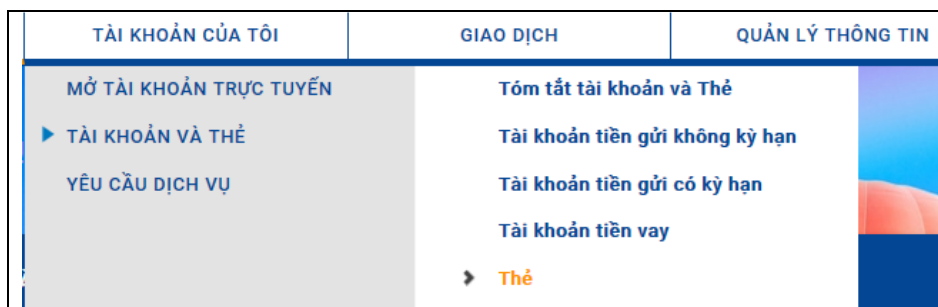 TÀI KHOẢN CỦA TÔI
GIAO DỊCH
QUẢN LÝ THÔNG TIN
MỞ TÀI KHOẢN TRỰC TUYẾN
TÀI KHOẢN VÀ THẺ
YÊU CẦU DỊCH VỤ
Tóm tắt tài khoản và Thẻ
Tài khoản tiền gửi không kỳ hạn
Tài khoản tiền gửi có kỳ hạn
Tài khoản tiền vay
Thẻ